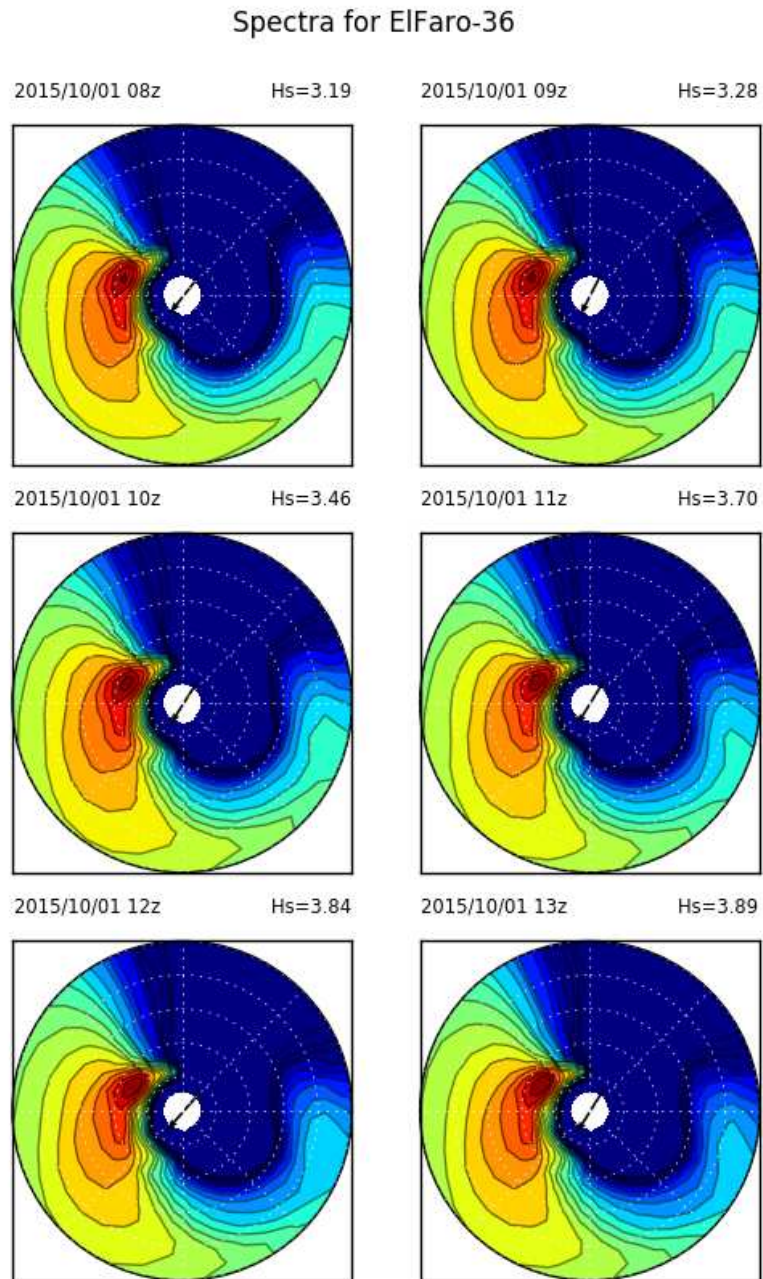 Spectra for ElFaro-36
2015/10/01 08z Hs=3.19
2015/10/01 09z Hs=3.28
2015/10/01 10z Hs=3.46
2015/10/01 11z Hs=3.70
2015/10/01 12z Hs=3.84
2015/10/01 13z Hs=3.89